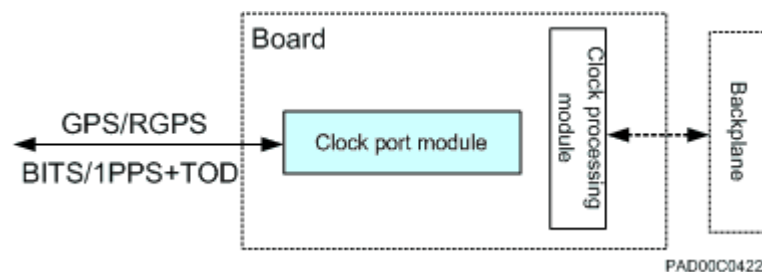 Board
GPS/RGPS
BITS/1PPS+TOD
Clock port module
Clock processing
module
Backplane
PAD00C0422